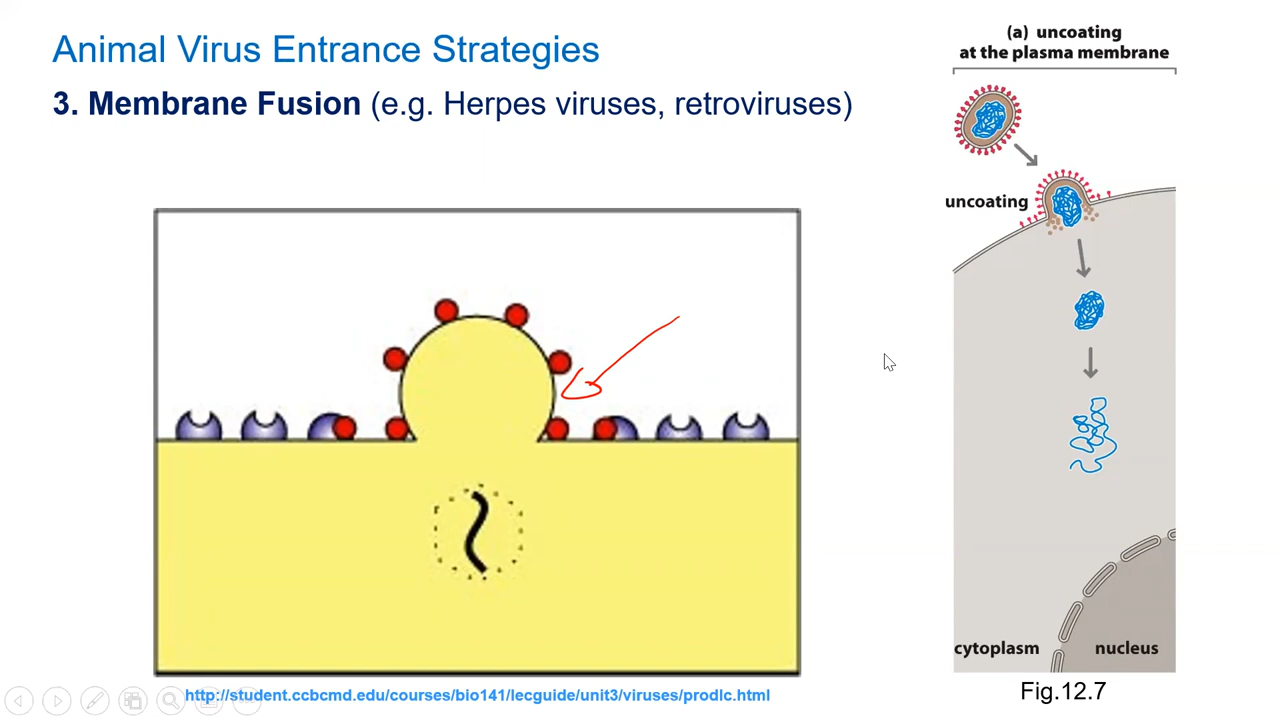 Animal Virus Entrance Strategies
3. Membrane Fusion (e.g. Herpes viruses, retroviruses)
http://student.ccbcmd.edu/courses/bio141/lecguide/unit3/viruses/prodlc.html
(a) uncoating
at the plasma membrane
uncoating
cytoplasm
nucleus
Fig.12.7